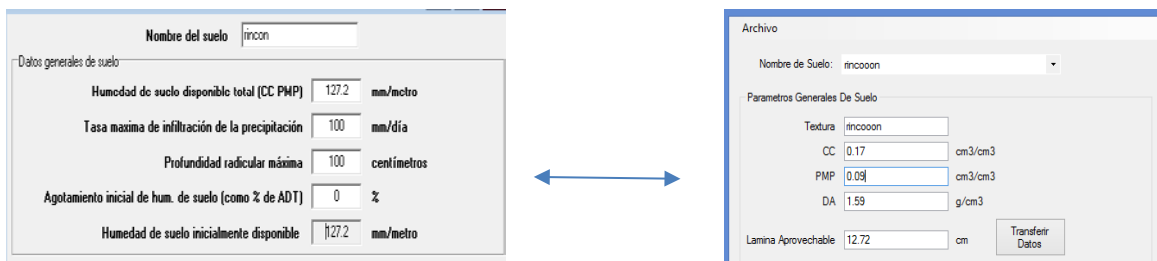 Nombre del suelo rincon
Datos generales de suelo
Humedad de suelo disponible total (CC PMP) 127.2 mm/metro
Tasa maxima de infiltración de la precipitación 100 mm/día
Profundidad radicular máxima 100 centímetros
Agotamiento inicial de hum. de suelo (como % de ADT) 0 %
Humedad de suelo inicialmente disponible 127.2 mm/metro
Archivo
Nombre de Suelo: rincooon
Parametros Generales De Suelo
Textura rincooon
CC 0.17 cm3/cm3
PMP 0.09 cm3/cm3
DA 1.59 g/cm3
Lamina Aprovechable 12.72 cm
Transferir
Datos